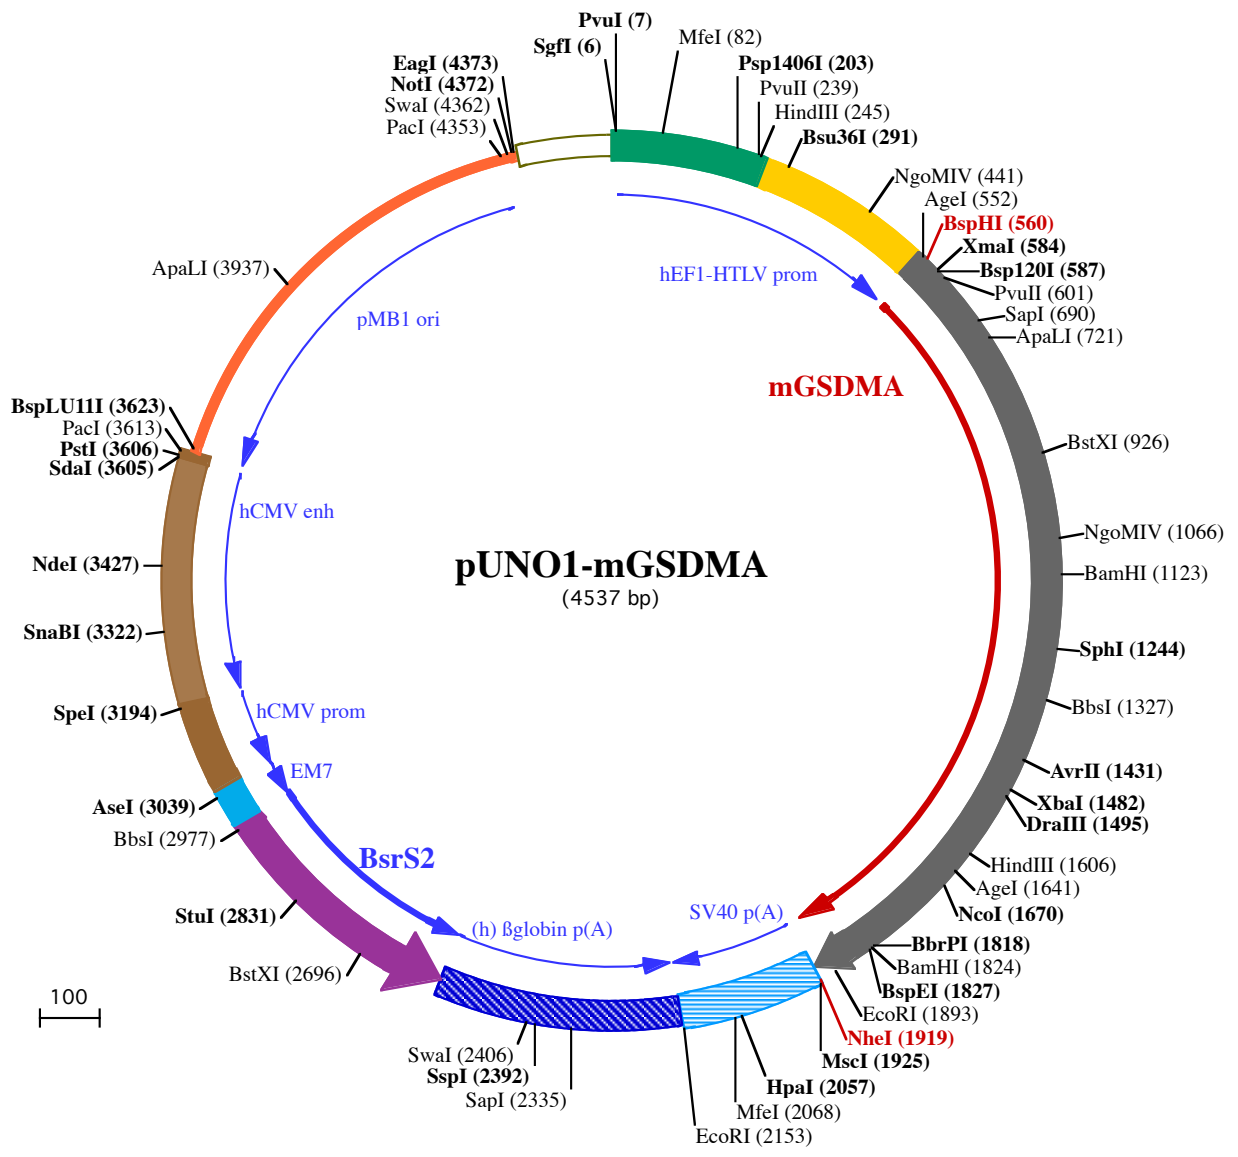 PvuI (7)
SgfI (6)
MfeI (82)
Psp1406I (203)
PvuII (239)
HindIII (245)
Bsu36I (291)
NgoMIV (441)
AgeI (552)
BspHI (560)
XmaI (584)
Bsp120I (587)
PvuII (601)
SapI (690)
ApaLI (721)
BstXI (926)
NgoMIV (1066)
BamHI (1123)
SphI (1244)
BbsI (1327)
AvrII (1431)
XbaI (1482)
DraIII (1495)
HindIII (1606)
AgeI (1641)
NcoI (1670)
BbrPI (1818)
BamHI (1824)
BspEI (1827)
EcoRI (1893)
NheI (1919)
MscI (1925)
HpaI (2057)
MfeI (2068)
EcoRI (2153)
SapI (2335)
SspI (2392)
SwaI (2406)
BstXI (2696)
StuI (2831)
BbsI (2977)
AseI (3039)
SpeI (3194)
SnaBI (3322)
NdeI (3427)
SdaI (3605)
PstI (3606)
PacI (3613)
BspLU11I (3623)
ApaLI (3937)
PacI (4353)
SwaI (4362)
NotI (4372)
EagI (4373)
hEF1-HTLV prom
mGSDMA
SV40 p(A)
(h) ßglobin p(A)
BsrS2
EM7
hCMV prom
hCMV enh
pMB1 ori
pUNO1-mGSDMA
(4537 bp)
100